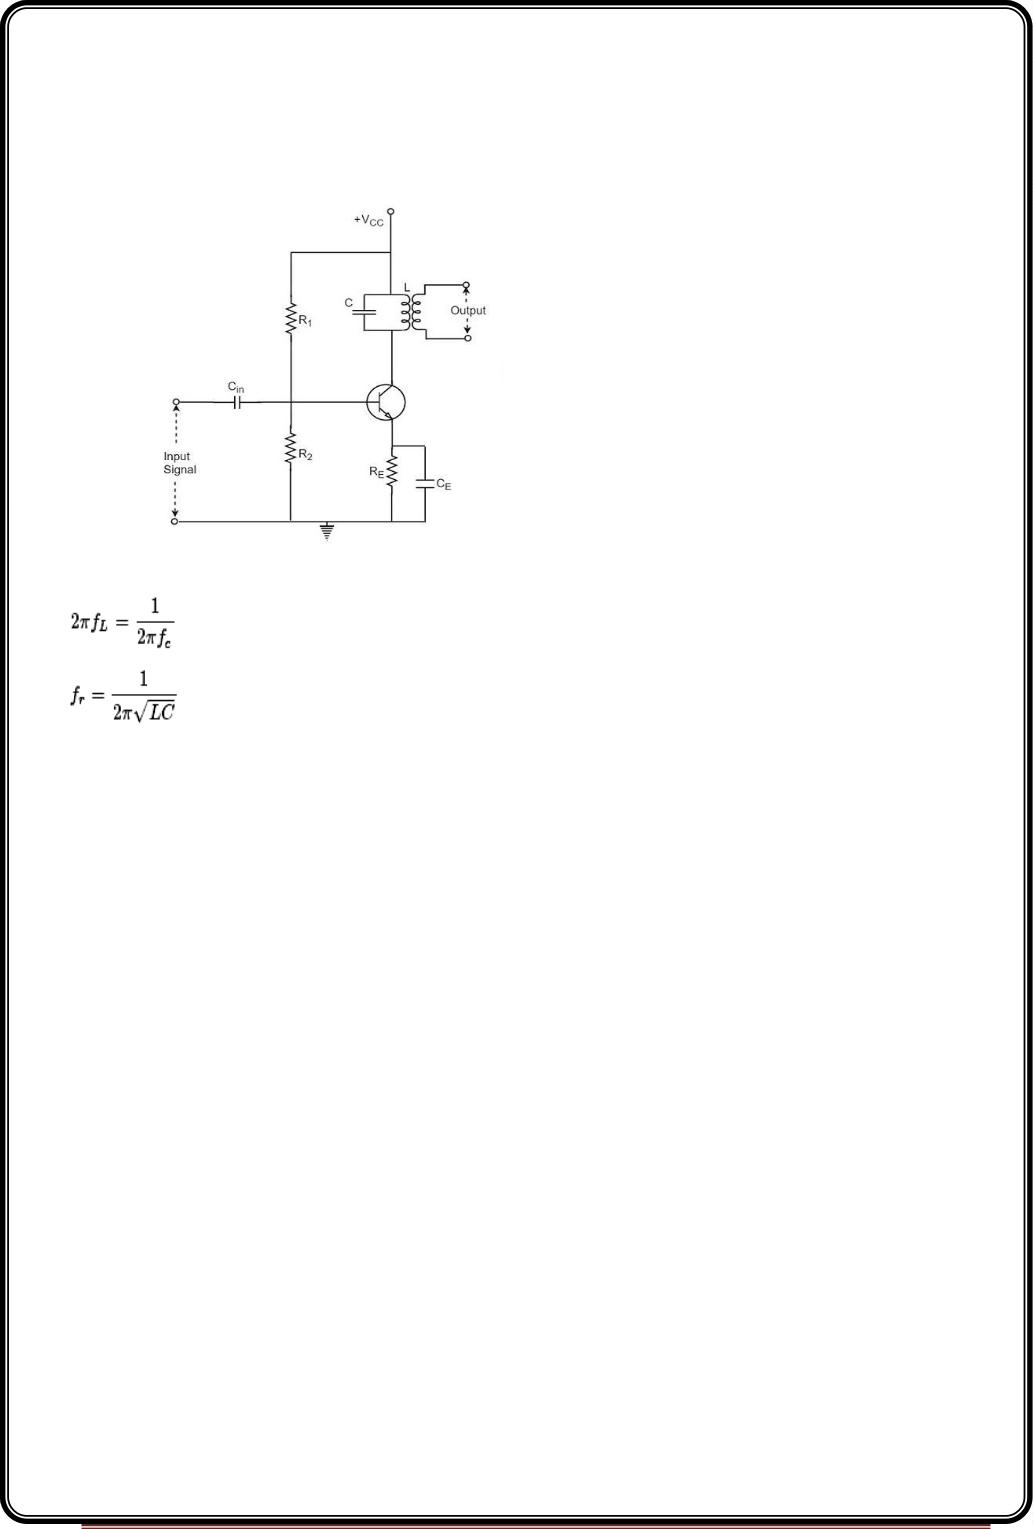 +VCC
L
C
Output
R1
Cin
Input
Signal
R2
RE
CE
2πfL = 1/2πfc
fr = 1/2π√LC